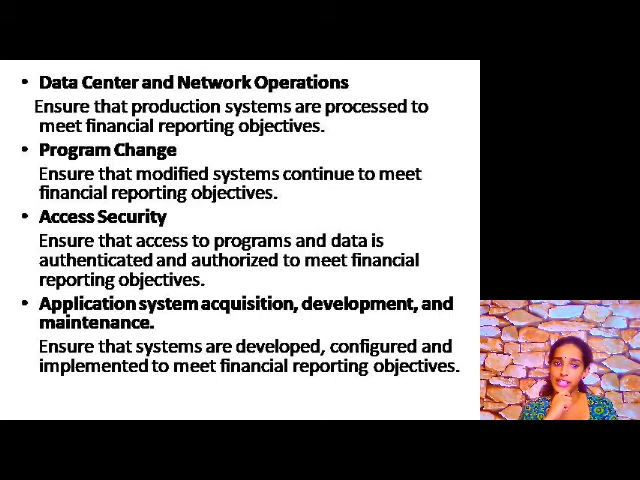 • Data Center and Network Operations
Ensure that production systems are processed to
meet financial reporting objectives.
• Program Change
Ensure that modified systems continue to meet
financial reporting objectives.
• Access Security
Ensure that access to programs and data is
authenticated and authorized to meet financial
reporting objectives.
• Application system acquisition, development, and
maintenance.
Ensure that systems are developed, configured and
implemented to meet financial reporting objectives.